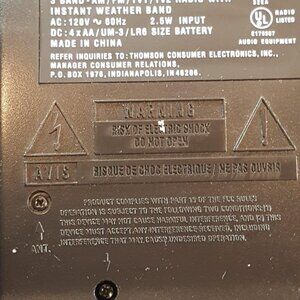 3 BAND-AM/FM/TV1/TV2 RADIO WITH
INSTANT WEATHER BAND
AC:120V ~ 60Hz 2.5W INPUT
DC:4xAA/UM-3/LR6 SIZE BATTERY
MADE IN CHINA
UL
LISTED
RADIO
AUDIO EQUIPMENT
REFER INQUIRIES TO: THOMSON CONSUMER ELECTRONICS, INC.,
MANAGER CONSUMER RELATIONS,
P.O. BOX 1976, INDIANAPOLIS, IN46206.
WARNING
RISK OF ELECTRIC SHOCK
DO NOT OPEN
AVIS
RISQUE DE CHOC ELECTRIQUE/NE PAS OUVRIR
PRODUCT COMPLIES WITH PART 15 OF THE FCC RULES
OPERATION IS SUBJECT TO THE FOLLOWING TWO CONDITIONS;(1)
THIS DEVICE MAY NOT CAUSE HARMFUL INTERFERENCE, AND (2) THIS
DEVICE MUST ACCEPT ANY INTERFERENCE RECEIVED, INCLUDING
INTERFERENCE THAT MAY CAUSE UNDESIRED OPERATION.
ANT.